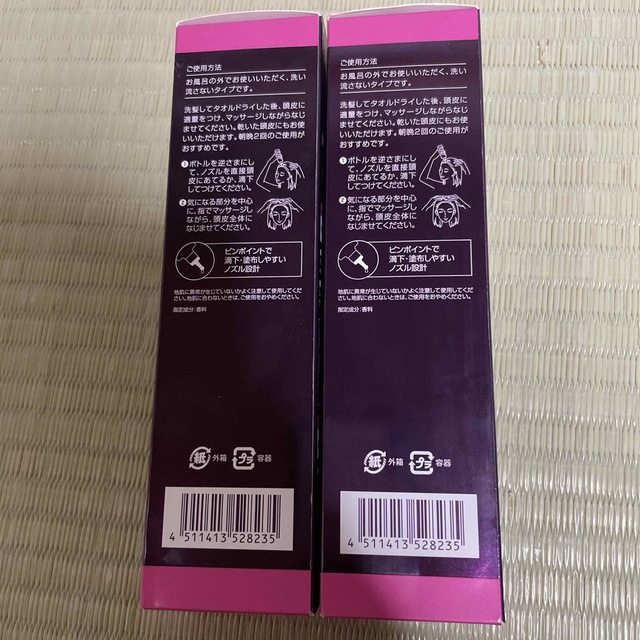 ご使用方法
お風呂の外でお使いいただく、洗い
流さないタイプです。
洗髪してタオルドライした後、頭皮に
適量をつけ、マッサージしながらなじ
ませてください。乾いた頭皮にもお使
いいただけます。朝晩2回のご使用が
おすすめです。
❶ボトルを逆さまにし
て、ノズルを直接頭
皮にあてるか、滴下
してつけてください。
❷気になる部分を中心
に、指でマッサージし
ながら、頭皮全体に
なじませてください。
ピンポイントで
滴下・塗布しやすい
ノズル設計
地肌に異常が生じていないかよく注意して使用してくだ
さい。地肌に合わないときは、ご使用をおやめください。
指定成分:香料
紙 外箱 プラ 容器
4 511413 528235
ご使用方法
お風呂の外でお使いいただく、洗い
流さないタイプです。
洗髪してタオルドライした後、頭皮に
適量をつけ、マッサージしながらなじ
ませてください。乾いた頭皮にもお使
いいただけます。朝晩2回のご使用が
おすすめです。
❶ボトルを逆さまにし
て、ノズルを直接頭
皮にあてるか、滴下
してつけてください。
❷気になる部分を中心
に、指でマッサージし
ながら、頭皮全体に
なじませてください。
ピンポイントで
滴下・塗布しやすい
ノズル設計
地肌に異常が生じていないかよく注意して使用してくだ
さい。地肌に合わないときは、ご使用をおやめください。
指定成分:香料
紙 外箱 プラ 容器
4 511413 528235